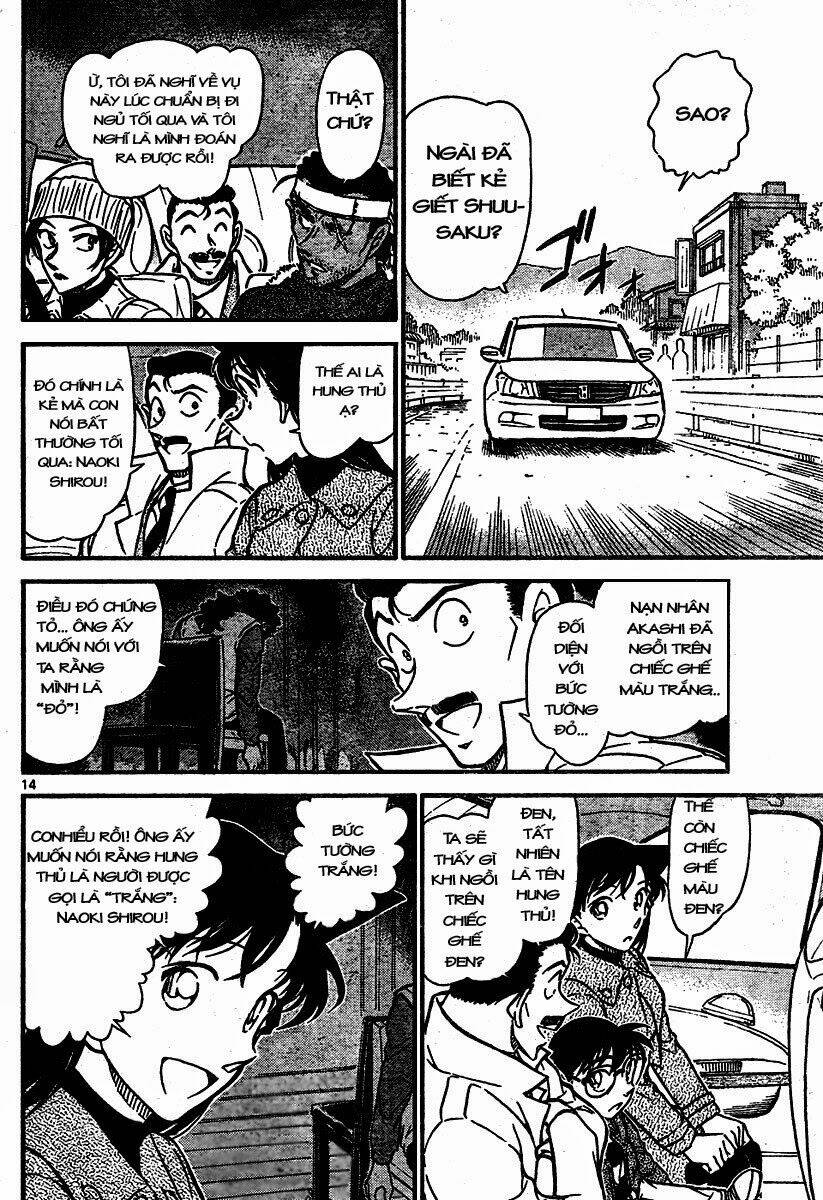 SAO?
NGÀI ĐÃ
BIẾT KẺ
GIẾT SHUU-
SAKU?
THẬT
CHỨ?
Ừ, TÔI ĐÃ NGHĨ VỀ VỤ
NÀY LÚC CHUẨN BỊ ĐI
NGỦ TỐI QUA VÀ TÔI
NGHĨ LÀ MÌNH ĐOÁN
RA ĐƯỢC RỒI!
ブオオ
THẾ AI LÀ
HUNG THỦ
Ạ?
ĐÓ CHÍNH LÀ
KẺ MÀ CON
NÓI BẤT
THƯỜNG TỐI
QUA: NAOKI
SHIROU!
NẠN NHÂN
AKASHI ĐÃ
NGỒI TRÊN
CHIẾC GHẾ
MÀU TRẮNG..
ĐỐI
DIỆN
VỚI
BỨC
TƯỜNG
ĐỎ...
ĐIỀU ĐÓ CHỨNG
TỎ... ÔNG ẤY
MUỐN NÓI VỚI
TA RẰNG
MÌNH LÀ
“ĐỎ”!
14
THẾ
CÒN
CHIẾC
GHẾ
MÀU
ĐEN?
ĐEN,
TẤT
NHIÊN
LÀ TÊN
HUNG
THỦ!
TA SẼ
THẤY GÌ
KHI NGỒI
TRÊN
CHIẾC
GHẾ
ĐEN?
BỨC
TƯỜNG
TRẮNG!
CONHIỂU RỒI! ÔNG ẤY
MUỐN NÓI RẰNG HUNG
THỦ LÀ NGƯỜI ĐƯỢC
GỌI LÀ “TRẮNG”:
NAOKI SHIROU!